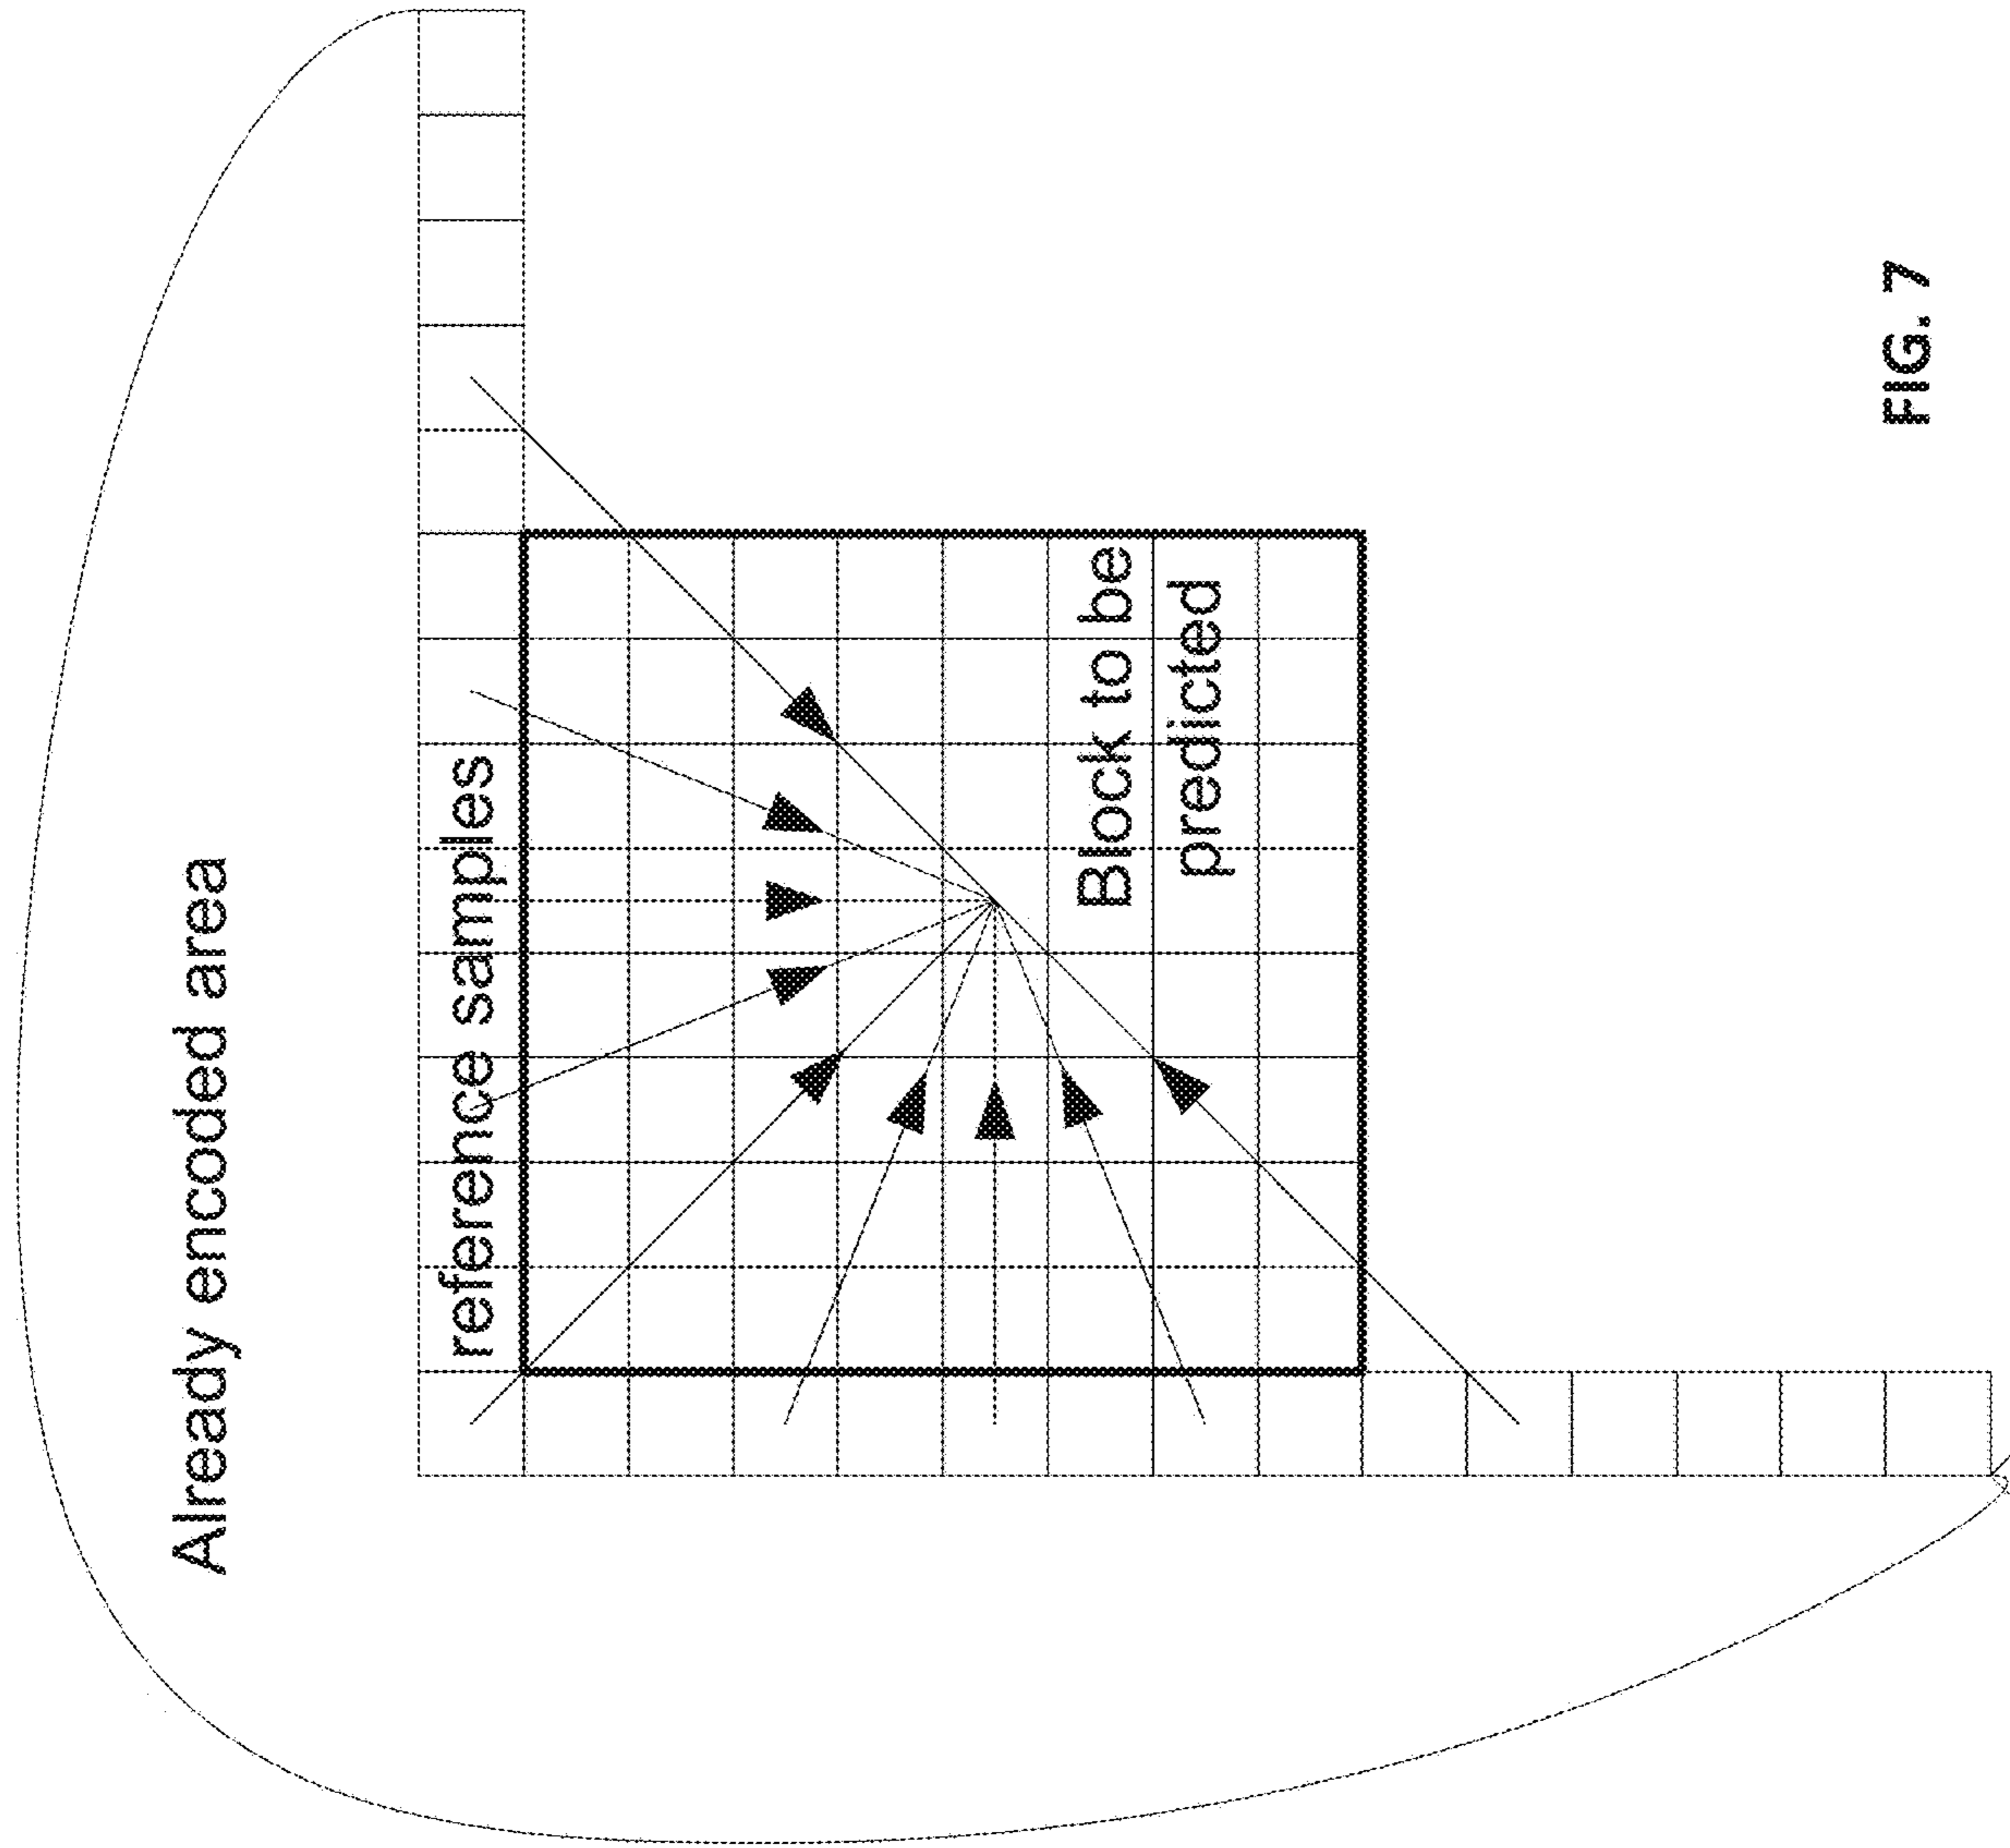 Already encoded area
reference samples
Block to be
predicted
FIG. 7